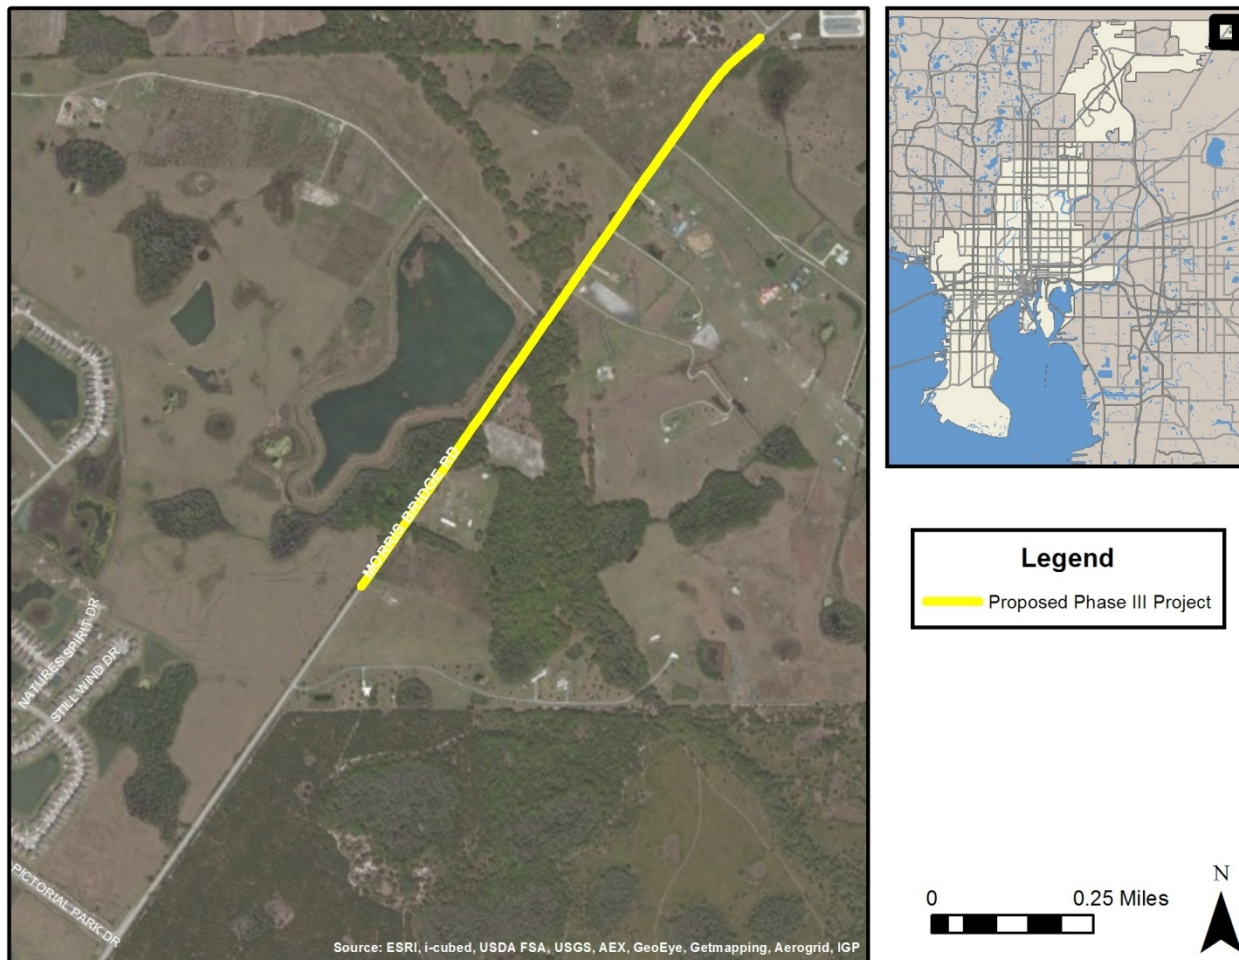 MORRIS BRIDGE RD
NATURES SPIRIT DR
STILL WIND DR
PICTORIAL PARK DR
Source: ESRI, i-cubed, USDA FSA, USGS, AEX, GeoEye, Getmapping, Aerogrid, IGP
Legend
Proposed Phase III Project
0 0.25 Miles
N